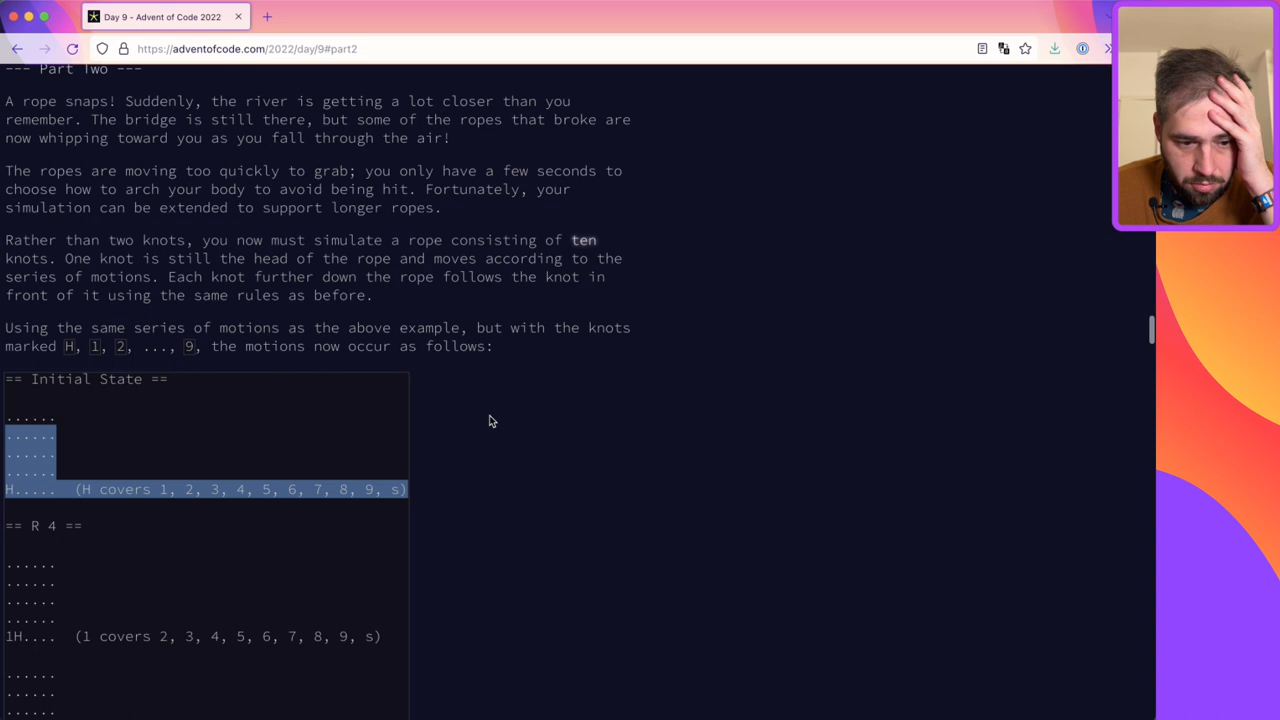 Day 9 - Advent of Code 2022
https://adventofcode.com/2022/day/9#part2
--- Part Two ---
A rope snaps! Suddenly, the river is getting a lot closer than you
remember. The bridge is still there, but some of the ropes that broke are
now whipping toward you as you fall through the air!
The ropes are moving too quickly to grab; you only have a few seconds to
choose how to arch your body to avoid being hit. Fortunately, your
simulation can be extended to support longer ropes.
Rather than two knots, you now must simulate a rope consisting of ten
knots. One knot is still the head of the rope and moves according to the
series of motions. Each knot further down the rope follows the knot in
front of it using the same rules as before.
Using the same series of motions as the above example, but with the knots
marked H, 1, 2, ..., 9, the motions now occur as follows:
== Initial State ==
......
......
......
......
H.....  (H covers 1, 2, 3, 4, 5, 6, 7, 8, 9, s)
== R 4 ==
......
......
......
......
1H....  (1 covers 2, 3, 4, 5, 6, 7, 8, 9, s)
......
......
......